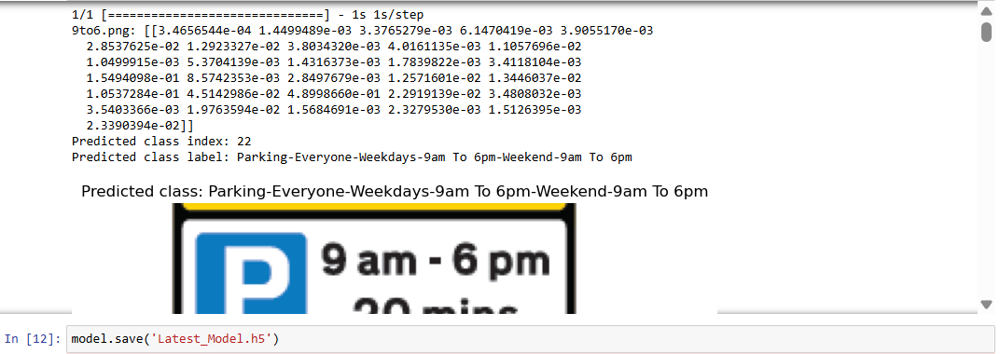 1/1 [==============================] - 1s 1s/step
9to6.png: [[3.4656544e-04 1.4499489e-03 3.3765279e-03 6.1470419e-03 3.9055170e-03
2.8537625e-02 1.2923327e-02 3.8034320e-03 4.0161135e-03 1.1057696e-02
1.0499915e-03 5.3704139e-03 1.4316373e-03 1.7839822e-03 3.4118104e-03
1.5494098e-01 8.5742353e-03 2.8497679e-03 1.2571601e-02 1.3446037e-02
1.0537284e-01 4.5142986e-02 4.8998660e-01 2.2919139e-02 3.4808032e-03
3.5403366e-03 1.9763594e-02 1.5684691e-03 2.3279530e-03 1.5126395e-03
2.3390394e-02]]
Predicted class index: 22
Predicted class label: Parking-Everyone-Weekdays-9am To 6pm-Weekend-9am To 6pm
Predicted class: Parking-Everyone-Weekdays-9am To 6pm-Weekend-9am To 6pm
P
9 am - 6 pm
20 mins
In [12]: model.save('Latest_Model.h5')